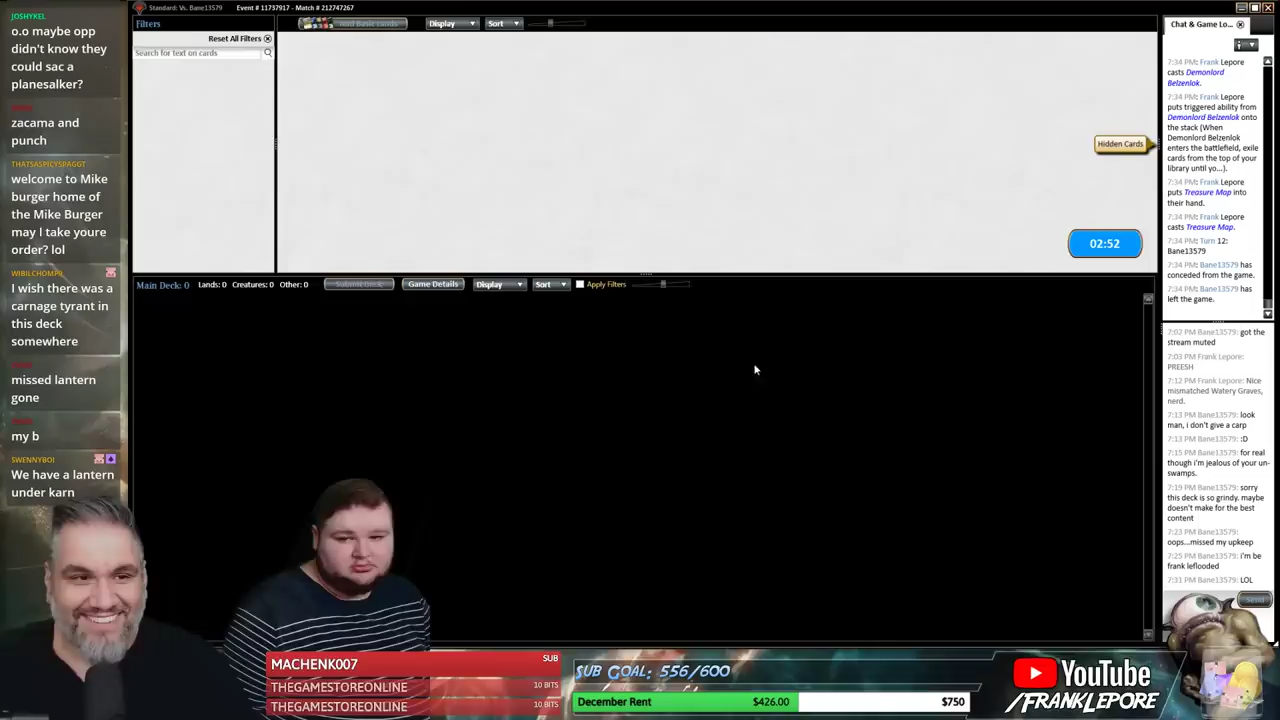 Standard: Vs. Bane13579
Event # 11737917 - Match # 212747267
JOSHYKEL
o.o maybe opp
didn't know they
could sac a
planesalker?
zacama and
punch
THATSASPICYSPAGGT
welcome to Mike
burger home of
the Mike Burger
may I take youre
order? lol
WIBILCHOMP9
I wish there was a
carnage tyrant in
this deck
somewhere
missed lantern
gone
my b
SWENNYBOI
We have a lantern
under karn
Filters
Reset All Filters
Search for text on cards
Add Basic Lands
Display
Sort
Hidden Cards
02:52
Main Deck: 0
Lands: 0 Creatures: 0 Other: 0
Submit Deck
Game Details
Display
Sort
Apply Filters
Chat & Game Lo...
7:34 PM: Frank Lepore
casts Demonlord
Belzenlok.
7:34 PM: Frank Lepore
puts triggered ability from
Demonlord Belzenlok onto
the stack (When
Demonlord Belzenlok
enters the battlefield, exile
cards from the top of your
library until yo...).
7:34 PM: Frank Lepore
puts Treasure Map into
their hand.
7:34 PM: Frank Lepore
casts Treasure Map.
7:34 PM: Turn 12:
Bane13579
7:34 PM: Bane13579 has
conceded from the game.
7:34 PM: Bane13579 has
left the game.
7:02 PM Bane13579: got the
stream muted
7:03 PM Frank Lepore:
PREESH
7:12 PM Frank Lepore: Nice
mismatched Watery Graves,
nerd.
7:13 PM Bane13579: look
man, i don't give a carp
7:13 PM Bane13579: :D
7:15 PM Bane13579: for real
though i'm jealous of your un-
swamps.
7:19 PM Bane13579: sorry
this deck is so grindy. maybe
doesn't make for the best
content
7:23 PM Bane13579:
oops...missed my upkeep
7:25 PM Bane13579: i'm be
frank leflooded
7:31 PM Bane13579: LOL
Send
MACHENK007 SUB
THEGAMESTOREONLINE 10 BITS
THEGAMESTOREONLINE 10 BITS
SUB GOAL: 556/600
December Rent $426.00 $750
YouTube
/FRANKLEPORE